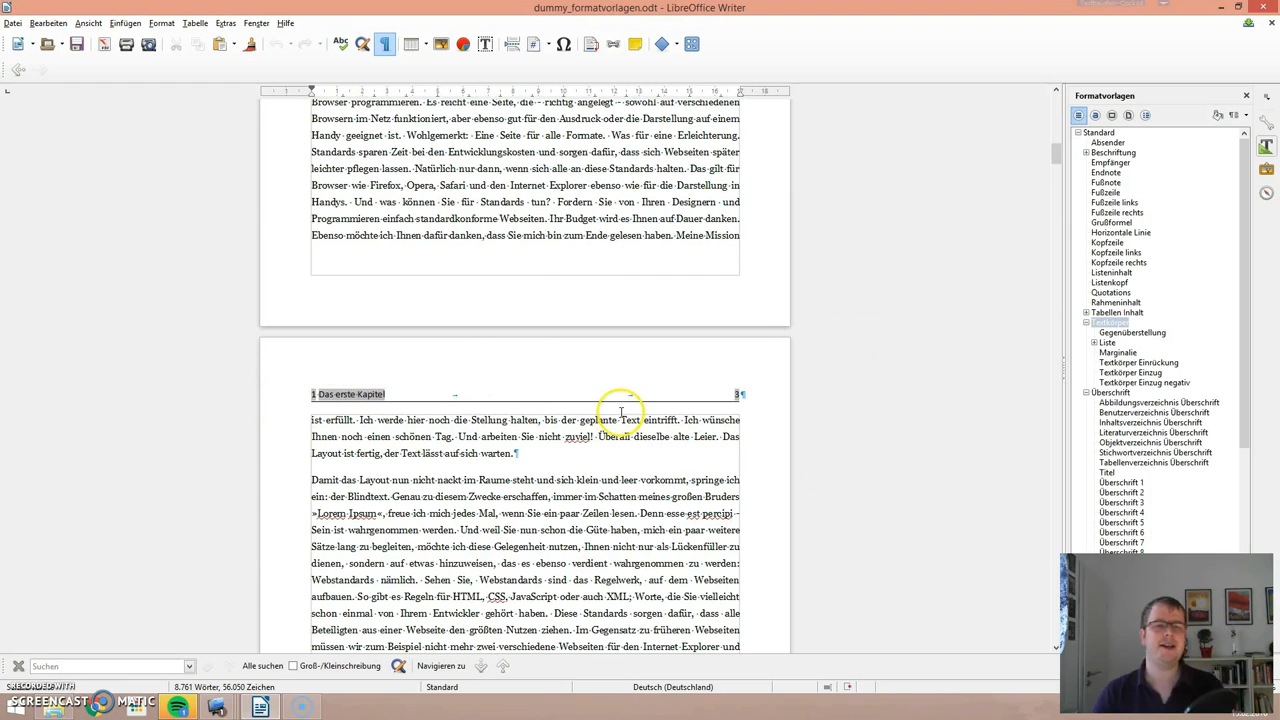 dummy_formatvorlagen.odt - LibreOffice Writer
Datei Bearbeiten Ansicht Einfügen Format Tabelle Extras Fenster Hilfe
Browser programmieren. Es reicht eine Seite, die - richtig angelegt - sowohl auf verschiedenen
Browsern im Netz funktioniert, aber ebenso gut für den Ausdruck oder die Darstellung auf einem
Handy geeignet ist. Wohlgemerkt: Eine Seite für alle Formate. Was für eine Erleichterung.
Standards sparen Zeit bei den Entwicklungskosten und sorgen dafür, dass sich Webseiten später
leichter pflegen lassen. Natürlich nur dann, wenn sich alle an diese Standards halten. Das gilt für
Browser wie Firefox, Opera, Safari und den Internet Explorer ebenso wie für die Darstellung in
Handys. Und was können Sie für Standards tun? Fordern Sie von Ihren Designern und
Programmieren einfach standardkonforme Webseiten. Ihr Budget wird es Ihnen auf Dauer danken.
Ebenso möchte ich Ihnen dafür danken, dass Sie mich bin zum Ende gelesen haben. Meine Mission
1 Das erste Kapitel 3¶
ist erfüllt. Ich werde hier noch die Stellung halten, bis der geplante Text eintrifft. Ich wünsche
Ihnen noch einen schönen Tag. Und arbeiten Sie nicht zuviel! Überall dieselbe alte Leier. Das
Layout ist fertig, der Text lässt auf sich warten.¶
Damit das Layout nun nicht nackt im Raume steht und sich klein und leer vorkommt, springe ich
ein: der Blindtext. Genau zu diesem Zwecke erschaffen, immer im Schatten meines großen Bruders
»Lorem Ipsum«, freue ich mich jedes Mal, wenn Sie ein paar Zeilen lesen. Denn esse est percipi -
Sein ist wahrgenommen werden. Und weil Sie nun schon die Güte haben, mich ein paar weitere
Sätze lang zu begleiten, möchte ich diese Gelegenheit nutzen, Ihnen nicht nur als Lückenfüller zu
dienen, sondern auf etwas hinzuweisen, das es ebenso verdient wahrgenommen zu werden:
Webstandards nämlich. Sehen Sie, Webstandards sind das Regelwerk, auf dem Webseiten
aufbauen. So gibt es Regeln für HTML, CSS, JavaScript oder auch XML; Worte, die Sie vielleicht
schon einmal von Ihrem Entwickler gehört haben. Diese Standards sorgen dafür, dass alle
Beteiligten aus einer Webseite den größten Nutzen ziehen. Im Gegensatz zu früheren Webseiten
müssen wir zum Beispiel nicht mehr zwei verschiedene Webseiten für den Internet Explorer und
Formatvorlagen
Standard
Absender
Beschriftung
Empfänger
Endnote
Fußnote
Fußzeile
Fußzeile links
Fußzeile rechts
Grußformel
Horizontale Linie
Kopfzeile
Kopfzeile links
Kopfzeile rechts
Listeninhalt
Listenkopf
Quotations
Rahmeninhalt
Tabellen Inhalt
Textkörper
Gegenüberstellung
Liste
Marginalie
Textkörper Einrückung
Textkörper Einzug
Textkörper Einzug negativ
Überschrift
Abbildungsverzeichnis Überschrift
Benutzerverzeichnis Überschrift
Inhaltsverzeichnis Überschrift
Literaturverzeichnis Überschrift
Objektverzeichnis Überschrift
Stichwortverzeichnis Überschrift
Tabellenverzeichnis Überschrift
Titel
Überschrift 1
Überschrift 2
Überschrift 3
Überschrift 4
Überschrift 5
Überschrift 6
Überschrift 7
Suchen Alle suchen Groß-/Kleinschreibung Navigieren zu
8.761 Wörter, 56.050 Zeichen Standard Deutsch (Deutschland)
RECORDED WITH
SCREENCAST MATIC